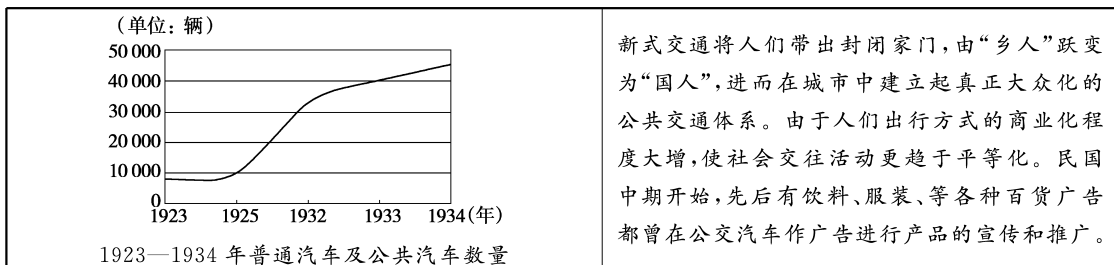 (单位：辆)
50 000
40 000
30 000
20 000
10 000
0
1923 1925 1932 1933 1934(年)
1923—1934 年普通汽车及公共汽车数量
新式交通将人们带出封闭家门，由“乡人”跃变
为“国人”，进而在城市中建立起真正大众化的
公共交通体系。由于人们出行方式的商业化程
度大增，使社会交往活动更趋于平等化。民国
中期开始，先后有饮料、服装、等各种百货广告
都曾在公交汽车作广告进行产品的宣传和推广。